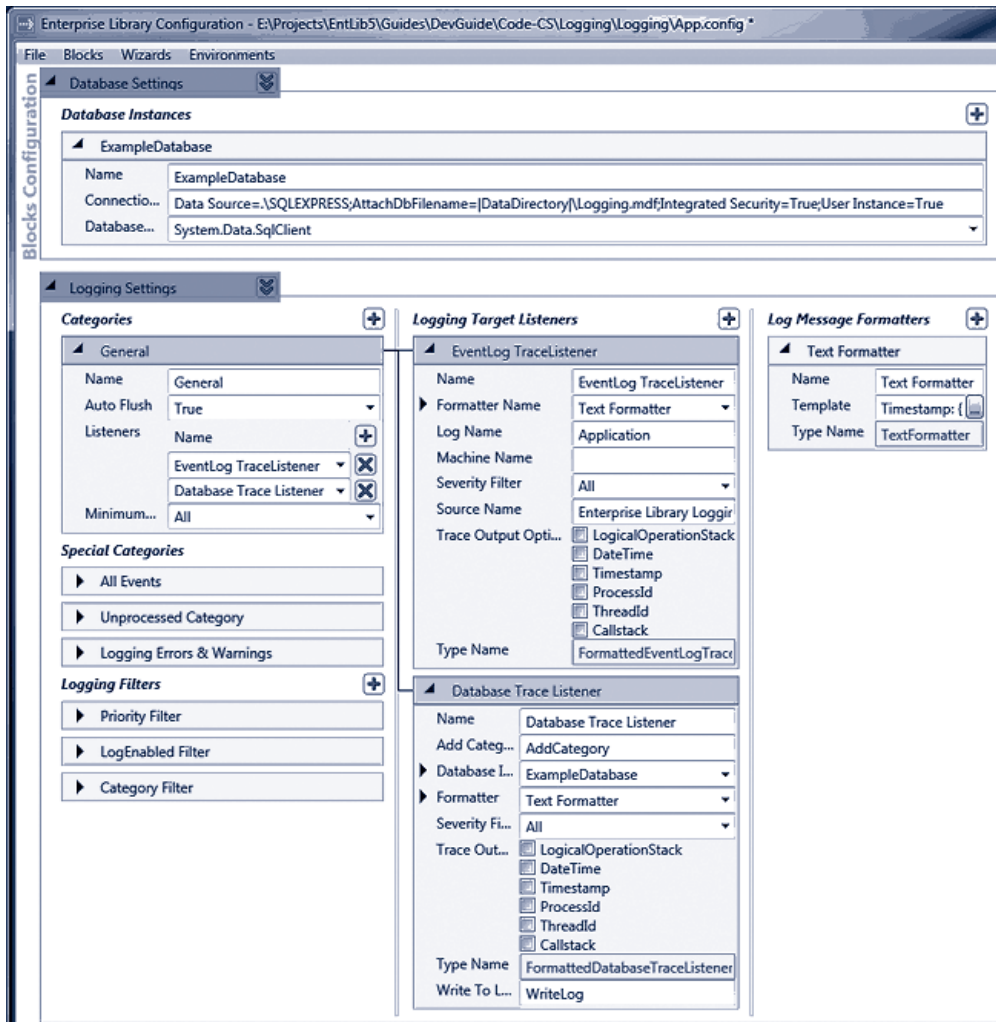 Enterprise Library Configuration - E:\Projects\EntLib5\Guides\DevGuide\Code-CS\Logging\Logging\App.config *
File Blocks Wizards Environments
Blocks Configuration
Database Settings
Database Instances
ExampleDatabase
Name ExampleDatabase
Connectio... Data Source=.\SQLEXPRESS;AttachDbFilename=|DataDirectory|\Logging.mdf;Integrated Security=True;User Instance=True
Database... System.Data.SqlClient
Logging Settings
Categories
General
Name General
Auto Flush True
Listeners Name
EventLog TraceListener
Database Trace Listener
Minimum... All
Special Categories
All Events
Unprocessed Category
Logging Errors & Warnings
Logging Filters
Priority Filter
LogEnabled Filter
Category Filter
Logging Target Listeners
EventLog TraceListener
Name EventLog TraceListener
Formatter Name Text Formatter
Log Name Application
Machine Name
Severity Filter All
Source Name Enterprise Library Loggin
Trace Output Opti... LogicalOperationStack
DateTime
Timestamp
ProcessId
ThreadId
Callstack
Type Name FormattedEventLogTrace
Database Trace Listener
Name Database Trace Listener
Add Categ... AddCategory
Database I... ExampleDatabase
Formatter Text Formatter
Severity Fi... All
Trace Out... LogicalOperationStack
DateTime
Timestamp
ProcessId
ThreadId
Callstack
Type Name FormattedDatabaseTraceListener
Write To L... WriteLog
Log Message Formatters
Text Formatter
Name Text Formatter
Template Timestamp: { ...
Type Name TextFormatter